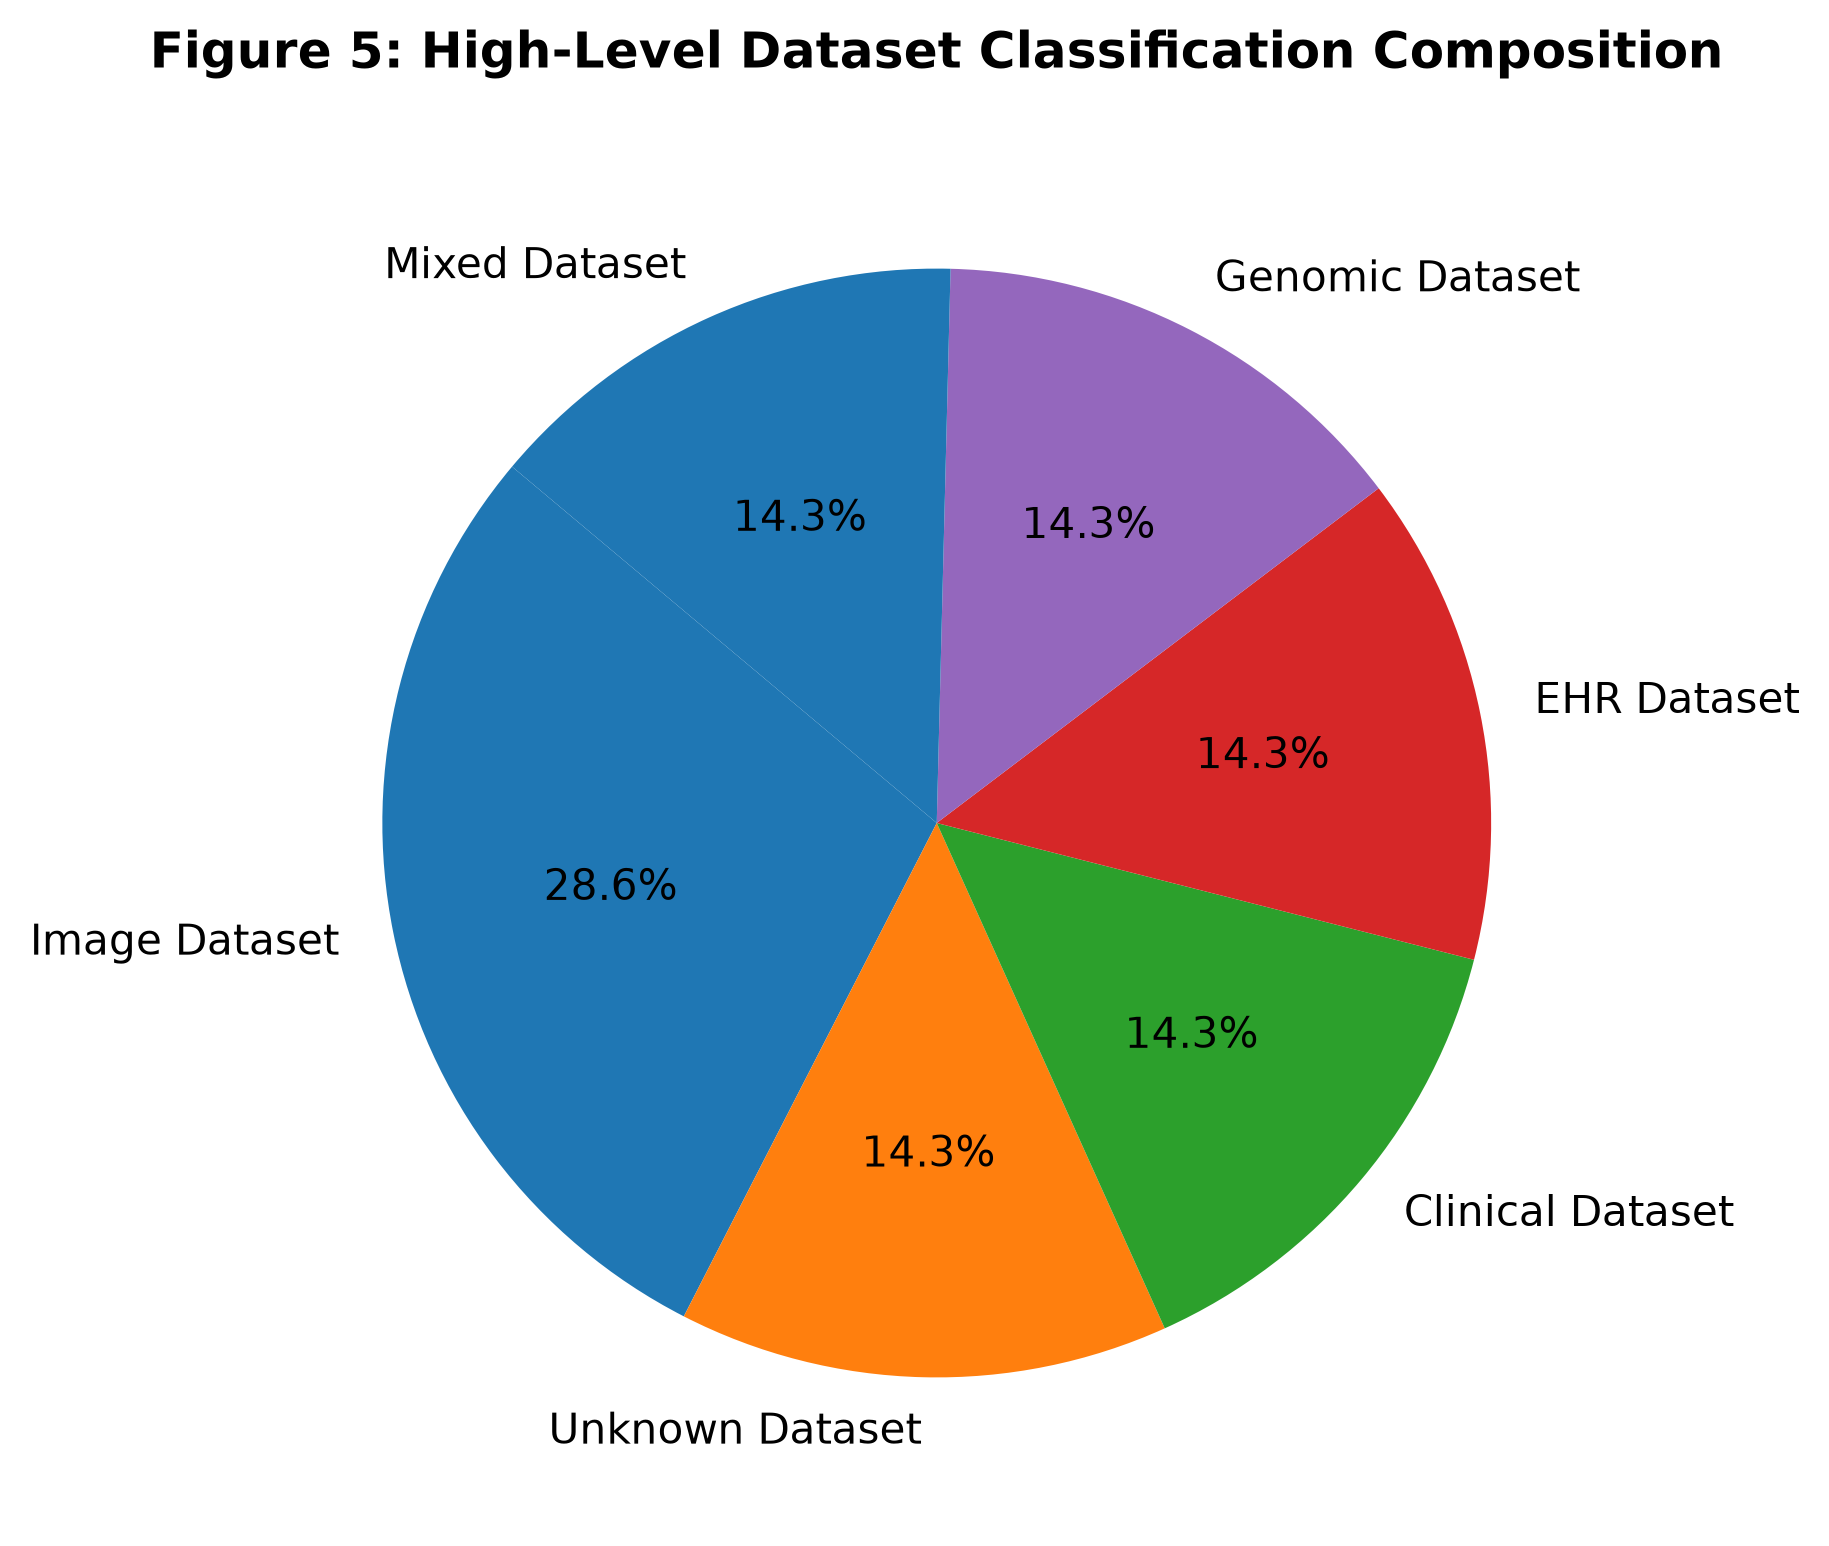 Figure 5: High-Level Dataset Classification Composition
Mixed Dataset
Genomic Dataset
14.3%
14.3%
EHR Dataset
14.3%
28.6%
Image Dataset
14.3%
14.3%
Clinical Dataset
Unknown Dataset